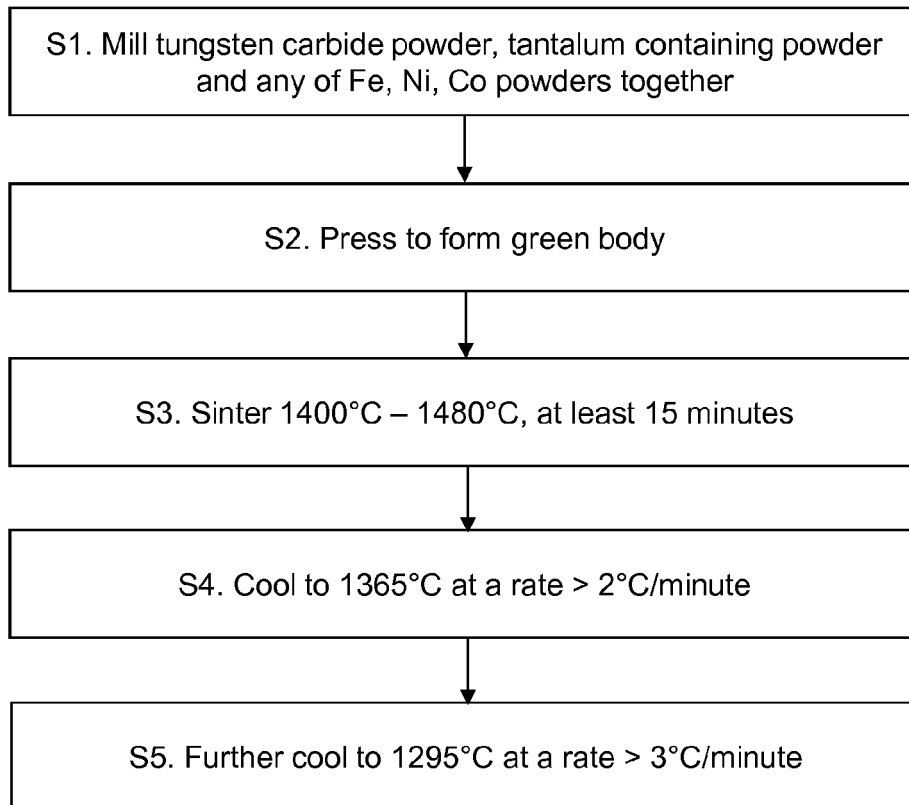 S1. Mill tungsten carbide powder, tantalum containing powder
and any of Fe, Ni, Co powders together
S2. Press to form green body
S3. Sinter 1400°C – 1480°C, at least 15 minutes
S4. Cool to 1365°C at a rate > 2°C/minute
S5. Further cool to 1295°C at a rate > 3°C/minute